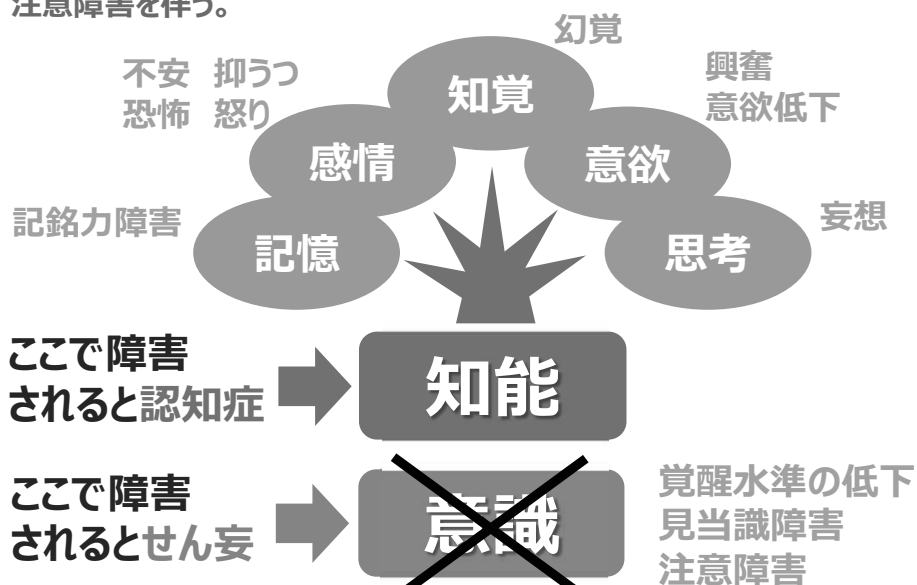 注意障害を伴う。
幻覚
不安 抑うつ
恐怖 怒り
知覚
興奮
意欲低下
感情
意欲
記銘力障害
記憶
思考
妄想
ここで障害
されると認知症
知能
ここで障害
されるとせん妄
意識
覚醒水準の低下
見当識障害
注意障害